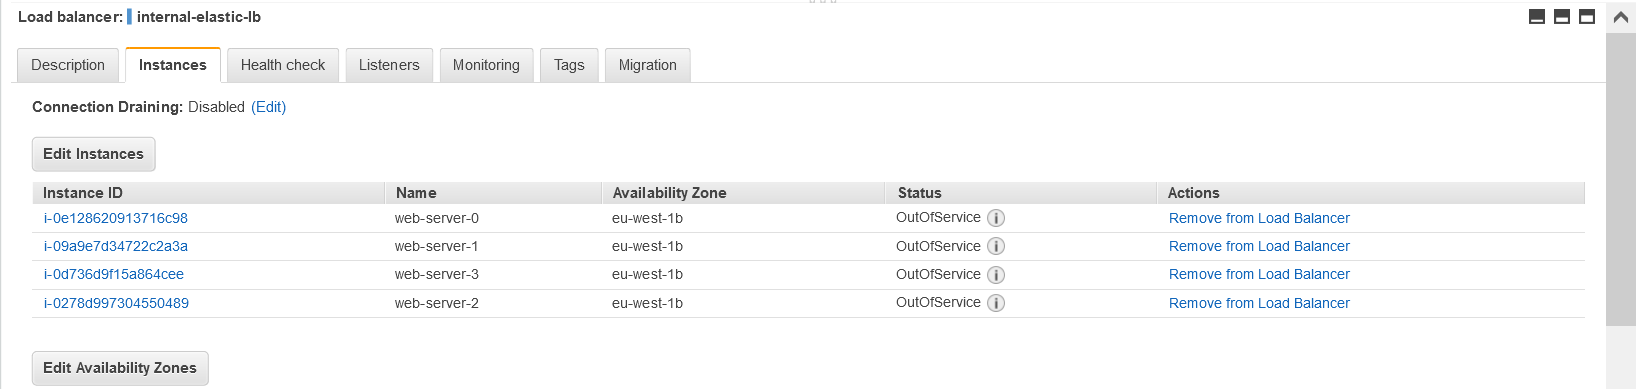 Load balancer: internal-elastic-lb
Description Instances Health check Listeners Monitoring Tags Migration
Connection Draining: Disabled (Edit)
Edit Instances
Instance ID Name Availability Zone Status Actions
i-0e128620913716c98 web-server-0 eu-west-1b OutOfService i Remove from Load Balancer
i-09a9e7d34722c2a3a web-server-1 eu-west-1b OutOfService i Remove from Load Balancer
i-0d736d9f15a864cee web-server-3 eu-west-1b OutOfService i Remove from Load Balancer
i-0278d997304550489 web-server-2 eu-west-1b OutOfService i Remove from Load Balancer
Edit Availability Zones